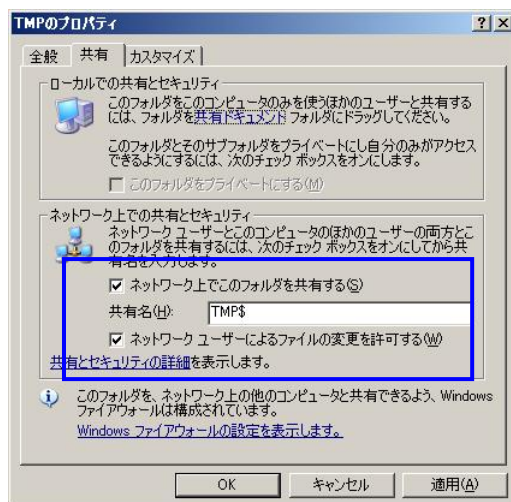 TMPのプロパティ
全般
共有
カスタマイズ
ローカルでの共有とセキュリティ
このフォルダをこのコンピュータのみを使うほかのユーザーと共有する
には、フォルダを共有ドキュメント フォルダにドラッグしてください。
このフォルダとそのサブフォルダをプライベートにし自分のみがアクセス
できるようにするには、次のチェック ボックスをオンにします。
このフォルダをプライベートにする(M)
ネットワーク上での共有とセキュリティ
ネットワーク ユーザーとこのコンピュータのほかのユーザーの両方とこ
のフォルダを共有するには、次のチェック ボックスをオンにしてから共
有名を入力します。
ネットワーク上でこのフォルダを共有する(S)
共有名(H): TMP$
ネットワーク ユーザーによるファイルの変更を許可する(W)
共有とセキュリティの詳細を表示します。
このフォルダを、ネットワーク上の他のコンピュータと共有できるよう、Windows
ファイアウォールは構成されています。
Windows ファイアウォールの設定を表示します。
OK
キャンセル
適用(A)